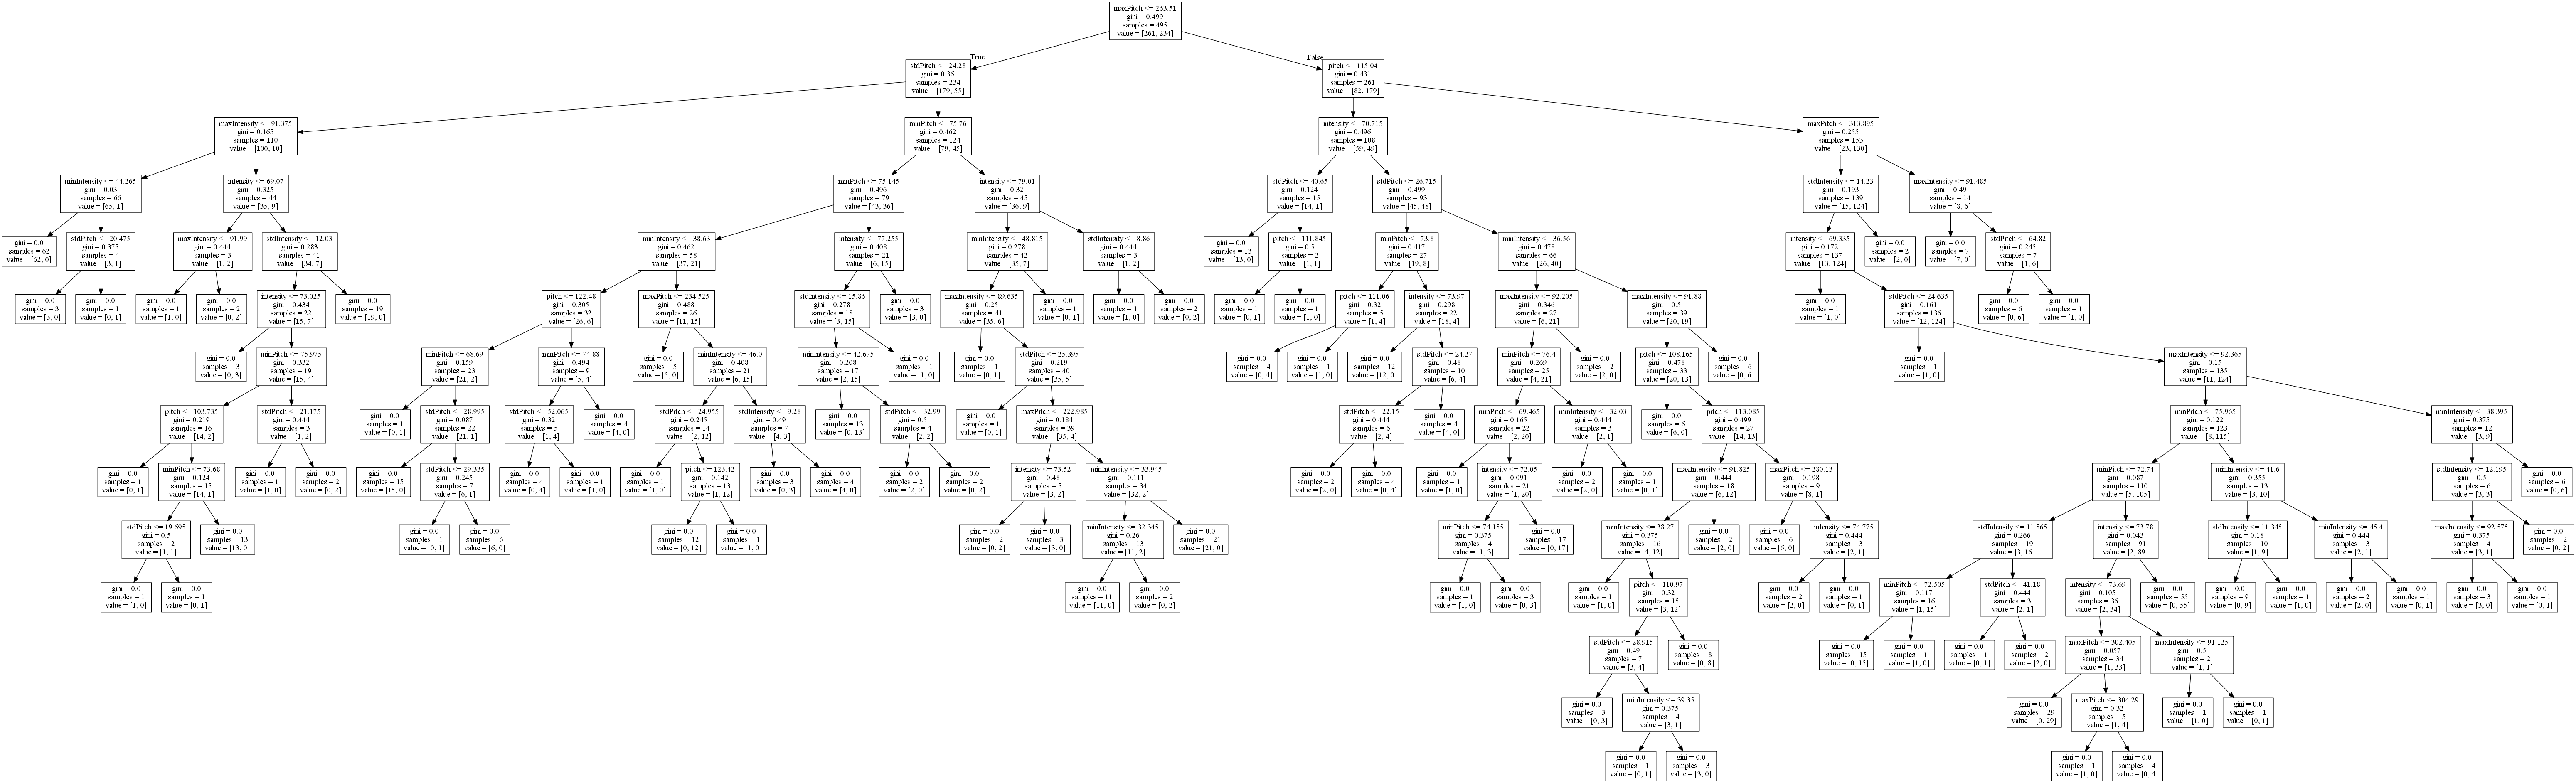 maxPitch <= 263.51
gini = 0.499
samples = 495
value = [261, 234]
True
False
stdPitch <= 24.28
gini = 0.36
samples = 234
value = [179, 55]
pitch <= 115.04
gini = 0.431
samples = 261
value = [82, 179]
maxIntensity <= 91.375
gini = 0.165
samples = 110
value = [100, 10]
minPitch <= 75.76
gini = 0.462
samples = 124
value = [79, 45]
intensity <= 70.715
gini = 0.496
samples = 108
value = [59, 49]
maxPitch <= 313.895
gini = 0.255
samples = 153
value = [23, 130]
minIntensity <= 44.265
gini = 0.03
samples = 66
value = [65, 1]
intensity <= 69.07
gini = 0.325
samples = 44
value = [35, 9]
minPitch <= 75.145
gini = 0.496
samples = 79
value = [43, 36]
intensity <= 79.01
gini = 0.32
samples = 45
value = [36, 9]
stdPitch <= 40.65
gini = 0.124
samples = 15
value = [14, 1]
stdPitch <= 26.715
gini = 0.499
samples = 93
value = [45, 48]
stdIntensity <= 14.23
gini = 0.193
samples = 139
value = [15, 124]
maxIntensity <= 91.485
gini = 0.49
samples = 14
value = [8, 6]
gini = 0.0
samples = 62
value = [62, 0]
stdPitch <= 20.475
gini = 0.375
samples = 4
value = [3, 1]
maxIntensity <= 91.99
gini = 0.444
samples = 3
value = [1, 2]
stdIntensity <= 12.03
gini = 0.283
samples = 41
value = [34, 7]
minIntensity <= 38.63
gini = 0.462
samples = 58
value = [37, 21]
intensity <= 77.255
gini = 0.408
samples = 21
value = [6, 15]
minIntensity <= 48.815
gini = 0.278
samples = 42
value = [35, 7]
stdIntensity <= 8.86
gini = 0.444
samples = 3
value = [1, 2]
gini = 0.0
samples = 13
value = [13, 0]
pitch <= 111.845
gini = 0.5
samples = 2
value = [1, 1]
minPitch <= 73.8
gini = 0.417
samples = 27
value = [19, 8]
minIntensity <= 36.56
gini = 0.478
samples = 66
value = [26, 40]
intensity <= 69.335
gini = 0.172
samples = 137
value = [13, 124]
gini = 0.0
samples = 2
value = [2, 0]
gini = 0.0
samples = 7
value = [7, 0]
stdPitch <= 64.82
gini = 0.245
samples = 7
value = [1, 6]
gini = 0.0
samples = 3
value = [3, 0]
gini = 0.0
samples = 1
value = [0, 1]
gini = 0.0
samples = 1
value = [1, 0]
gini = 0.0
samples = 2
value = [0, 2]
intensity <= 73.025
gini = 0.434
samples = 22
value = [15, 7]
gini = 0.0
samples = 19
value = [19, 0]
pitch <= 122.48
gini = 0.305
samples = 32
value = [26, 6]
maxPitch <= 234.525
gini = 0.488
samples = 26
value = [11, 15]
stdIntensity <= 15.86
gini = 0.278
samples = 18
value = [3, 15]
gini = 0.0
samples = 3
value = [3, 0]
maxIntensity <= 89.635
gini = 0.25
samples = 41
value = [35, 6]
gini = 0.0
samples = 1
value = [0, 1]
gini = 0.0
samples = 1
value = [1, 0]
gini = 0.0
samples = 2
value = [0, 2]
gini = 0.0
samples = 1
value = [0, 1]
gini = 0.0
samples = 1
value = [1, 0]
pitch <= 111.06
gini = 0.32
samples = 5
value = [1, 4]
intensity <= 73.97
gini = 0.298
samples = 22
value = [18, 4]
maxIntensity <= 92.205
gini = 0.346
samples = 27
value = [6, 21]
maxIntensity <= 91.88
gini = 0.5
samples = 39
value = [20, 19]
gini = 0.0
samples = 1
value = [1, 0]
stdPitch <= 24.635
gini = 0.161
samples = 136
value = [12, 124]
gini = 0.0
samples = 6
value = [0, 6]
gini = 0.0
samples = 1
value = [1, 0]
gini = 0.0
samples = 3
value = [0, 3]
minPitch <= 75.975
gini = 0.332
samples = 19
value = [15, 4]
minPitch <= 68.69
gini = 0.159
samples = 23
value = [21, 2]
minPitch <= 74.88
gini = 0.494
samples = 9
value = [5, 4]
gini = 0.0
samples = 5
value = [5, 0]
minIntensity <= 46.0
gini = 0.408
samples = 21
value = [6, 15]
minIntensity <= 42.675
gini = 0.208
samples = 17
value = [2, 15]
gini = 0.0
samples = 1
value = [1, 0]
gini = 0.0
samples = 1
value = [0, 1]
stdPitch <= 25.395
gini = 0.219
samples = 40
value = [35, 5]
gini = 0.0
samples = 4
value = [0, 4]
gini = 0.0
samples = 1
value = [1, 0]
gini = 0.0
samples = 12
value = [12, 0]
stdPitch <= 24.27
gini = 0.48
samples = 10
value = [6, 4]
minPitch <= 76.4
gini = 0.269
samples = 25
value = [4, 21]
gini = 0.0
samples = 2
value = [2, 0]
pitch <= 108.165
gini = 0.478
samples = 33
value = [20, 13]
gini = 0.0
samples = 6
value = [0, 6]
gini = 0.0
samples = 1
value = [1, 0]
maxIntensity <= 92.365
gini = 0.15
samples = 135
value = [11, 124]
pitch <= 103.735
gini = 0.219
samples = 16
value = [14, 2]
stdPitch <= 21.175
gini = 0.444
samples = 3
value = [1, 2]
gini = 0.0
samples = 1
value = [0, 1]
stdPitch <= 28.995
gini = 0.087
samples = 22
value = [21, 1]
stdPitch <= 52.065
gini = 0.32
samples = 5
value = [1, 4]
gini = 0.0
samples = 4
value = [4, 0]
stdPitch <= 24.955
gini = 0.245
samples = 14
value = [2, 12]
stdIntensity <= 9.28
gini = 0.49
samples = 7
value = [4, 3]
gini = 0.0
samples = 13
value = [0, 13]
stdPitch <= 32.99
gini = 0.5
samples = 4
value = [2, 2]
gini = 0.0
samples = 1
value = [0, 1]
maxPitch <= 222.985
gini = 0.184
samples = 39
value = [35, 4]
stdPitch <= 22.15
gini = 0.444
samples = 6
value = [2, 4]
gini = 0.0
samples = 4
value = [4, 0]
minPitch <= 69.465
gini = 0.165
samples = 22
value = [2, 20]
minIntensity <= 32.03
gini = 0.444
samples = 3
value = [2, 1]
gini = 0.0
samples = 6
value = [6, 0]
pitch <= 113.085
gini = 0.499
samples = 27
value = [14, 13]
minPitch <= 75.965
gini = 0.122
samples = 123
value = [8, 115]
minIntensity <= 38.395
gini = 0.375
samples = 12
value = [3, 9]
gini = 0.0
samples = 1
value = [0, 1]
minPitch <= 73.68
gini = 0.124
samples = 15
value = [14, 1]
gini = 0.0
samples = 1
value = [1, 0]
gini = 0.0
samples = 2
value = [0, 2]
gini = 0.0
samples = 15
value = [15, 0]
stdPitch <= 29.335
gini = 0.245
samples = 7
value = [6, 1]
gini = 0.0
samples = 4
value = [0, 4]
gini = 0.0
samples = 1
value = [1, 0]
gini = 0.0
samples = 1
value = [1, 0]
pitch <= 123.42
gini = 0.142
samples = 13
value = [1, 12]
gini = 0.0
samples = 3
value = [0, 3]
gini = 0.0
samples = 4
value = [4, 0]
gini = 0.0
samples = 2
value = [2, 0]
gini = 0.0
samples = 2
value = [0, 2]
intensity <= 73.52
gini = 0.48
samples = 5
value = [3, 2]
minIntensity <= 33.945
gini = 0.111
samples = 34
value = [32, 2]
gini = 0.0
samples = 2
value = [2, 0]
gini = 0.0
samples = 4
value = [0, 4]
gini = 0.0
samples = 1
value = [1, 0]
intensity <= 72.05
gini = 0.091
samples = 21
value = [1, 20]
gini = 0.0
samples = 2
value = [2, 0]
gini = 0.0
samples = 1
value = [0, 1]
maxIntensity <= 91.825
gini = 0.444
samples = 18
value = [6, 12]
maxPitch <= 280.13
gini = 0.198
samples = 9
value = [8, 1]
minPitch <= 72.74
gini = 0.087
samples = 110
value = [5, 105]
minIntensity <= 41.6
gini = 0.355
samples = 13
value = [3, 10]
stdIntensity <= 12.195
gini = 0.5
samples = 6
value = [3, 3]
gini = 0.0
samples = 6
value = [0, 6]
stdPitch <= 19.695
gini = 0.5
samples = 2
value = [1, 1]
gini = 0.0
samples = 13
value = [13, 0]
gini = 0.0
samples = 1
value = [0, 1]
gini = 0.0
samples = 6
value = [6, 0]
gini = 0.0
samples = 12
value = [0, 12]
gini = 0.0
samples = 1
value = [1, 0]
gini = 0.0
samples = 2
value = [0, 2]
gini = 0.0
samples = 3
value = [3, 0]
minIntensity <= 32.345
gini = 0.26
samples = 13
value = [11, 2]
gini = 0.0
samples = 21
value = [21, 0]
minPitch <= 74.155
gini = 0.375
samples = 4
value = [1, 3]
gini = 0.0
samples = 17
value = [0, 17]
minIntensity <= 38.27
gini = 0.375
samples = 16
value = [4, 12]
gini = 0.0
samples = 2
value = [2, 0]
gini = 0.0
samples = 6
value = [6, 0]
intensity <= 74.775
gini = 0.444
samples = 3
value = [2, 1]
stdIntensity <= 11.565
gini = 0.266
samples = 19
value = [3, 16]
intensity <= 73.78
gini = 0.043
samples = 91
value = [2, 89]
stdIntensity <= 11.345
gini = 0.18
samples = 10
value = [1, 9]
minIntensity <= 45.4
gini = 0.444
samples = 3
value = [2, 1]
maxIntensity <= 92.575
gini = 0.375
samples = 4
value = [3, 1]
gini = 0.0
samples = 2
value = [0, 2]
gini = 0.0
samples = 1
value = [1, 0]
gini = 0.0
samples = 1
value = [0, 1]
gini = 0.0
samples = 11
value = [11, 0]
gini = 0.0
samples = 2
value = [0, 2]
gini = 0.0
samples = 1
value = [1, 0]
gini = 0.0
samples = 3
value = [0, 3]
gini = 0.0
samples = 1
value = [1, 0]
pitch <= 110.97
gini = 0.32
samples = 15
value = [3, 12]
gini = 0.0
samples = 2
value = [2, 0]
gini = 0.0
samples = 1
value = [0, 1]
minPitch <= 72.505
gini = 0.117
samples = 16
value = [1, 15]
stdPitch <= 41.18
gini = 0.444
samples = 3
value = [2, 1]
intensity <= 73.69
gini = 0.105
samples = 36
value = [2, 34]
gini = 0.0
samples = 55
value = [0, 55]
gini = 0.0
samples = 9
value = [0, 9]
gini = 0.0
samples = 1
value = [1, 0]
gini = 0.0
samples = 2
value = [2, 0]
gini = 0.0
samples = 1
value = [0, 1]
gini = 0.0
samples = 3
value = [3, 0]
gini = 0.0
samples = 1
value = [0, 1]
stdPitch <= 28.915
gini = 0.49
samples = 7
value = [3, 4]
gini = 0.0
samples = 8
value = [0, 8]
gini = 0.0
samples = 15
value = [0, 15]
gini = 0.0
samples = 1
value = [1, 0]
gini = 0.0
samples = 1
value = [0, 1]
gini = 0.0
samples = 2
value = [2, 0]
maxPitch <= 302.405
gini = 0.057
samples = 34
value = [1, 33]
maxIntensity <= 91.125
gini = 0.5
samples = 2
value = [1, 1]
gini = 0.0
samples = 3
value = [0, 3]
minIntensity <= 39.35
gini = 0.375
samples = 4
value = [3, 1]
gini = 0.0
samples = 29
value = [0, 29]
maxPitch <= 304.29
gini = 0.32
samples = 5
value = [1, 4]
gini = 0.0
samples = 1
value = [1, 0]
gini = 0.0
samples = 1
value = [0, 1]
gini = 0.0
samples = 1
value = [0, 1]
gini = 0.0
samples = 3
value = [3, 0]
gini = 0.0
samples = 1
value = [1, 0]
gini = 0.0
samples = 4
value = [0, 4]